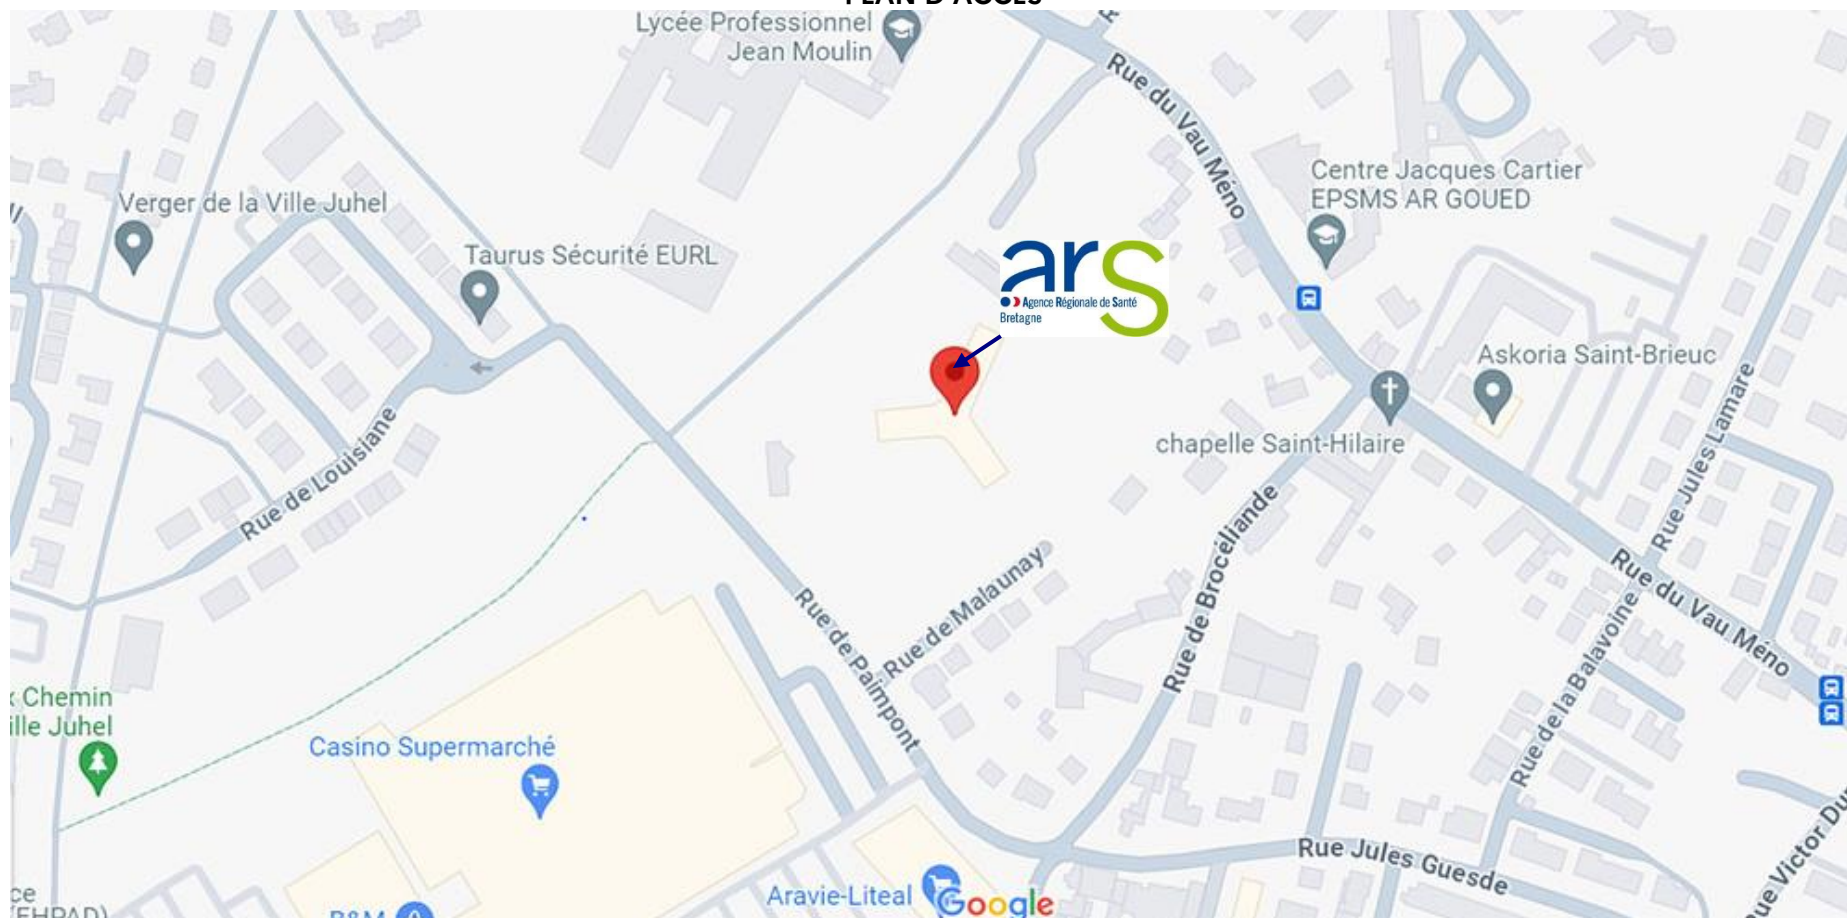 PLAN D'ACCÈS
Lycée Professionnel
Jean Moulin
Rue du Vau Méno
Centre Jacques Cartier
EPSMS AR GOUED
Verger de la Ville Juhel
Taurus Sécurité EURL
ars
Agence Régionale de Santé
Bretagne
Askoria Saint-Brieuc
chapelle Saint-Hilaire
Rue Jules Lamare
Rue de Louisiane
Rue de Brocéliande
Rue de Malaunay
Rue de Paimpont
Rue du Vau Méno
Rue de la Balavoine
Chemin
Juhel
Casino Supermarché
Rue Jules Guesde
Victor
Aravie-Liteal
Google
B&M